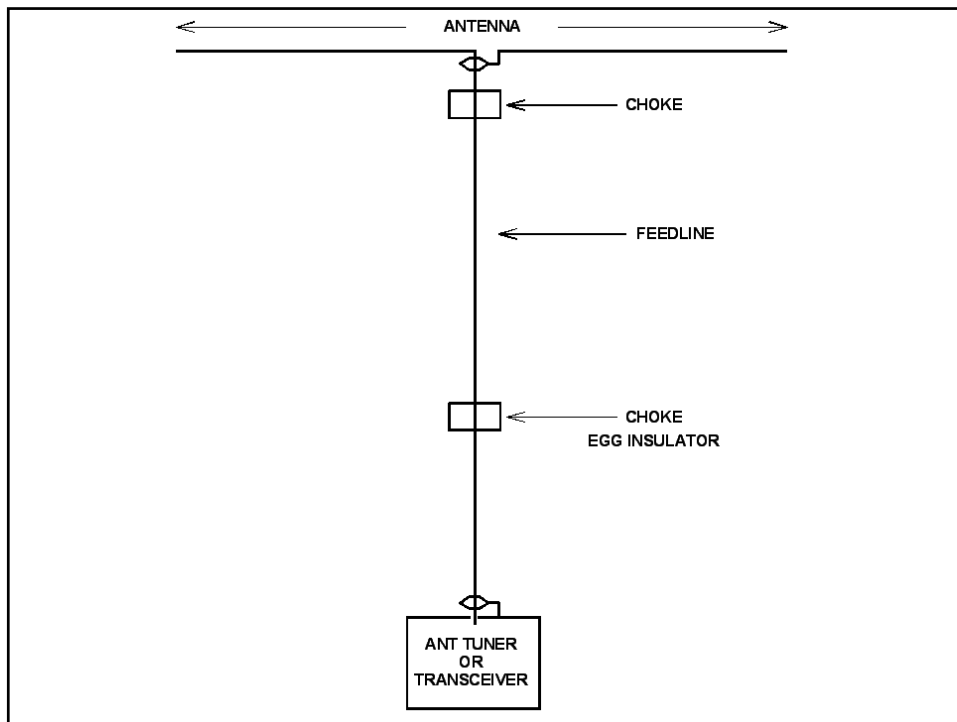 ANTENNA
CHOKE
FEEDLINE
CHOKE
EGG INSULATOR
ANT TUNER
OR
TRANSCEIVER